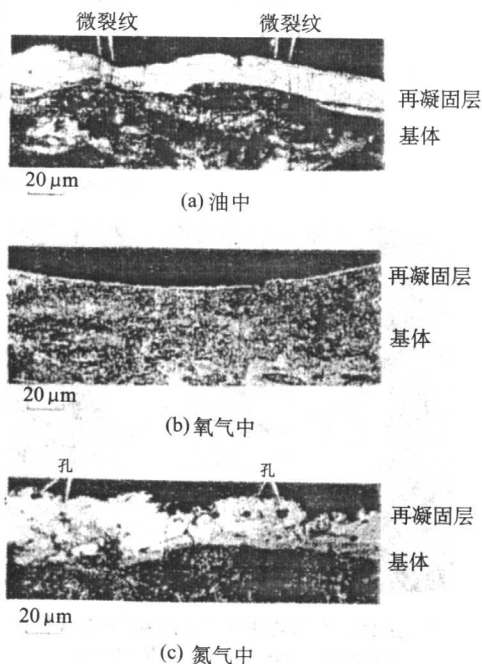 微裂纹 微裂纹
再凝固层
基体
20 μm
(a) 油中
再凝固层
基体
20 μm
(b) 氧气中
孔 孔
再凝固层
基体
20 μm
(c) 氮气中